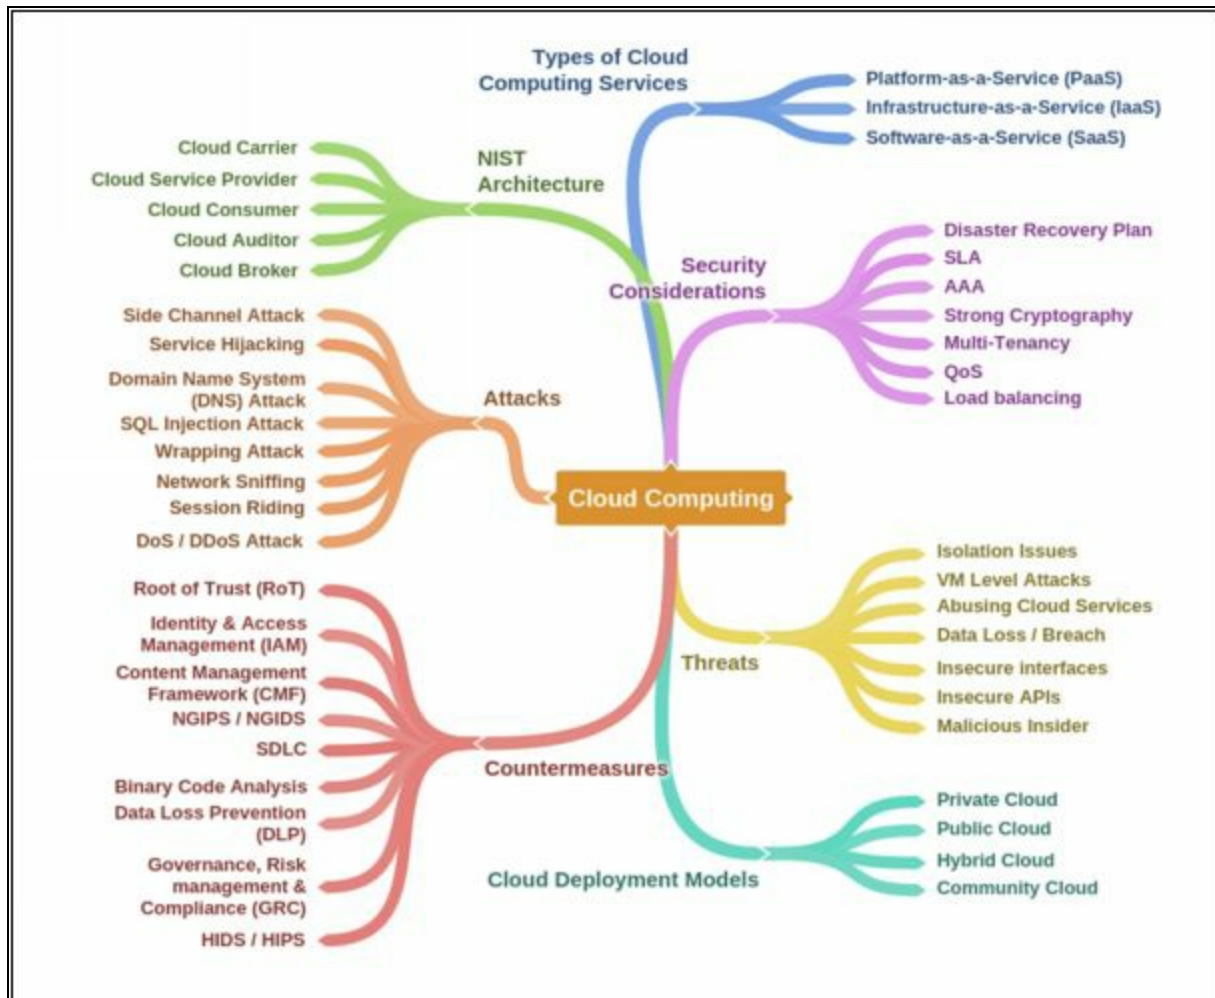 Types of Cloud
Computing Services
Platform-as-a-Service (PaaS)
Infrastructure-as-a-Service (IaaS)
Software-as-a-Service (SaaS)
NIST
Architecture
Cloud Carrier
Cloud Service Provider
Cloud Consumer
Cloud Auditor
Cloud Broker
Security
Considerations
Disaster Recovery Plan
SLA
AAA
Strong Cryptography
Multi-Tenancy
QoS
Load balancing
Attacks
Side Channel Attack
Service Hijacking
Domain Name System
(DNS) Attack
SQL Injection Attack
Wrapping Attack
Network Sniffing
Session Riding
DoS / DDoS Attack
Cloud Computing
Threats
Isolation Issues
VM Level Attacks
Abusing Cloud Services
Data Loss / Breach
Insecure interfaces
Insecure APIs
Malicious Insider
Countermeasures
Root of Trust (RoT)
Identity & Access
Management (IAM)
Content Management
Framework (CMF)
NGIPS / NGIDS
SDLC
Binary Code Analysis
Data Loss Prevention
(DLP)
Governance, Risk
management &
Compliance (GRC)
HIDS / HIPS
Cloud Deployment Models
Private Cloud
Public Cloud
Hybrid Cloud
Community Cloud